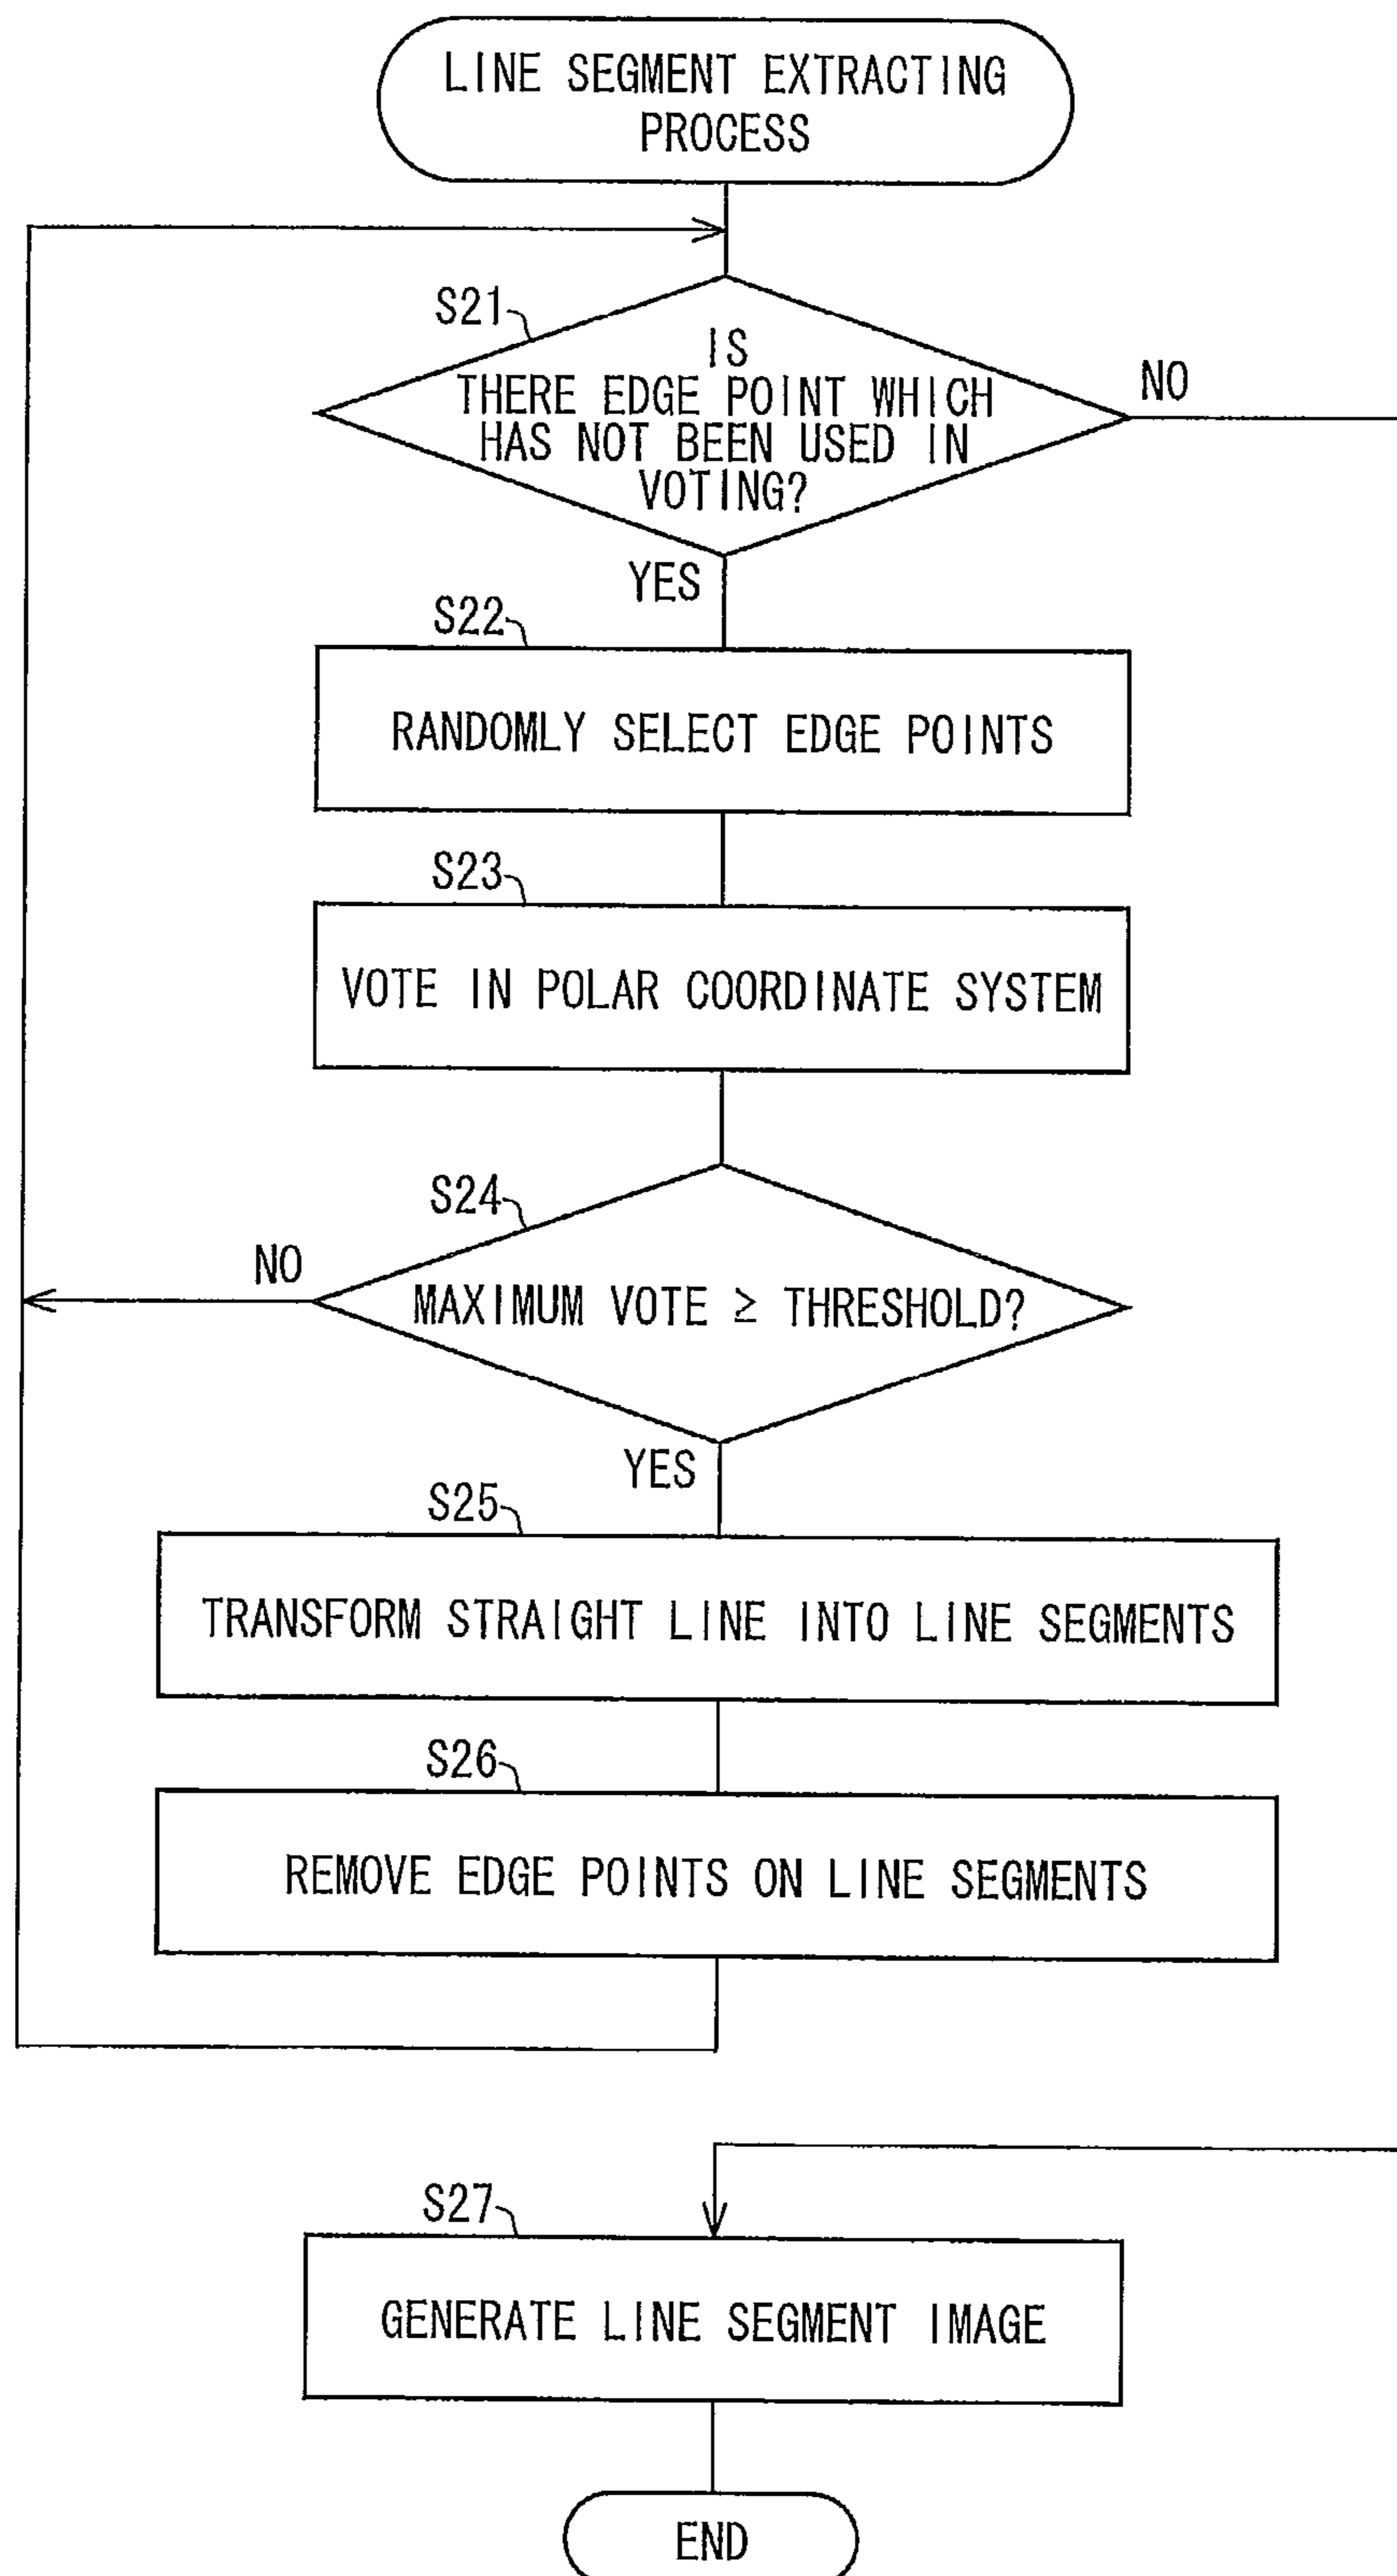 LINE SEGMENT EXTRACTING
PROCESS
S21
IS
THERE EDGE POINT WHICH
HAS NOT BEEN USED IN
VOTING?
NO
YES
S22
RANDOMLY SELECT EDGE POINTS
S23
VOTE IN POLAR COORDINATE SYSTEM
S24
NO
MAXIMUM VOTE ≥ THRESHOLD?
YES
S25
TRANSFORM STRAIGHT LINE INTO LINE SEGMENTS
S26
REMOVE EDGE POINTS ON LINE SEGMENTS
S27
GENERATE LINE SEGMENT IMAGE
END